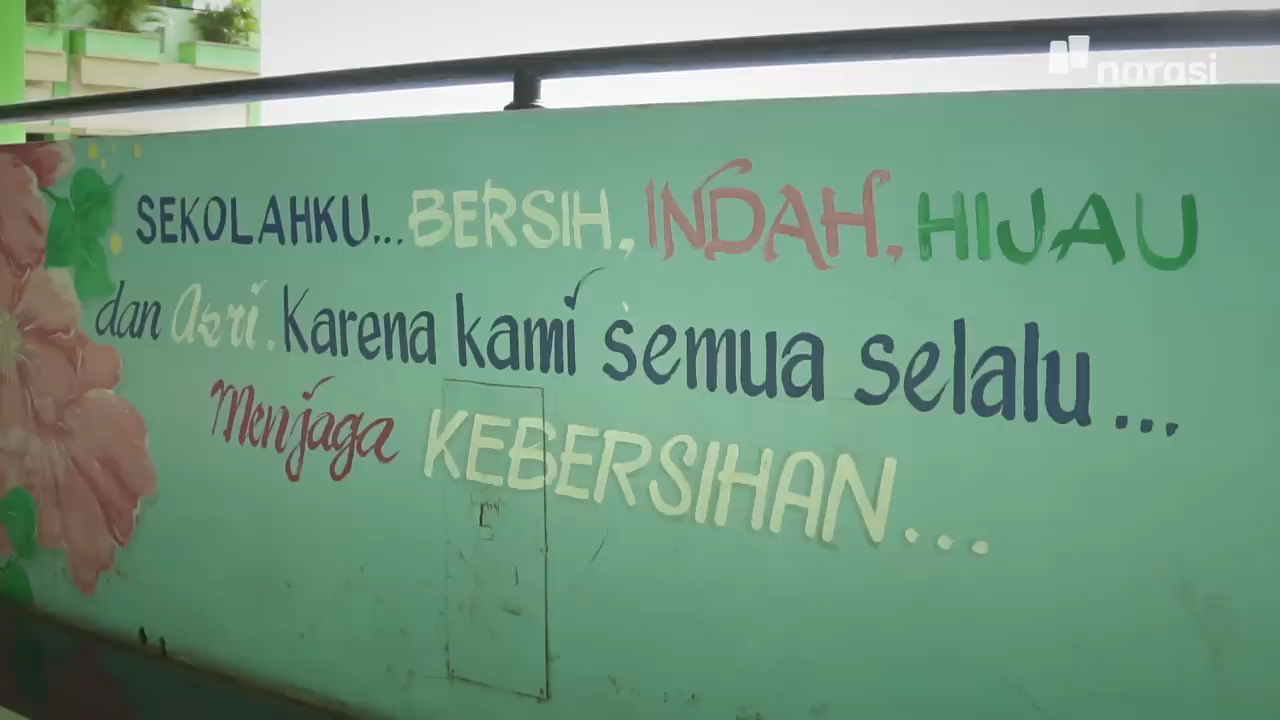 narasi
SEKOLAHKU... BERSIH, INDAH, HIJAU
dan Asri. Karena kami semua selalu...
Menjaga KEBERSIHAN...